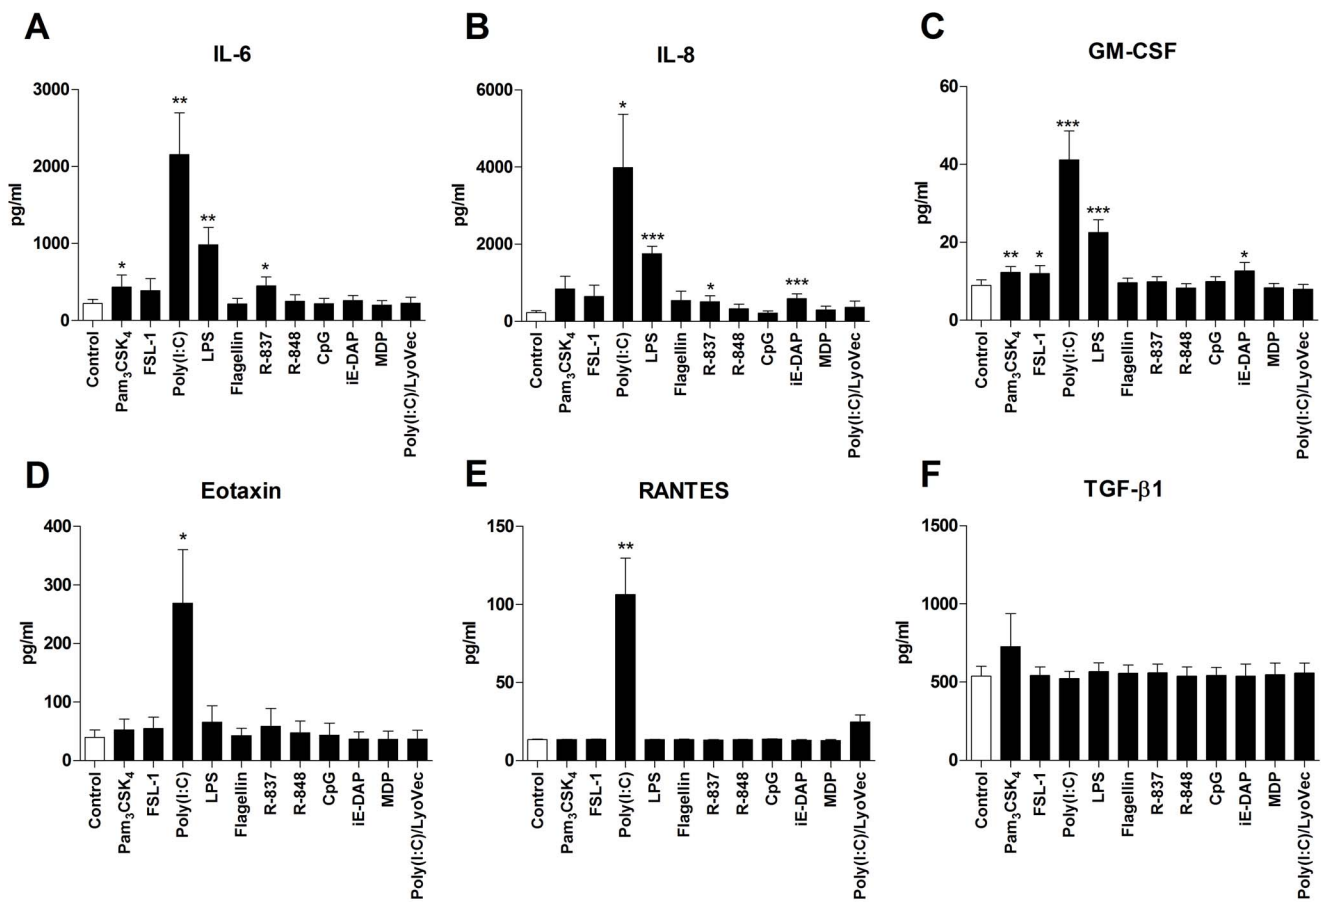 A
IL-6
pg/ml
3000
2000
1000
0
**
**
*
*
Control
Pam3CSK4
FSL-1
Poly(I:C)
LPS
Flagellin
R-837
R-848
CpG
iE-DAP
MDP
Poly(I:C)/LyoVec
B
IL-8
pg/ml
6000
4000
2000
0
*
***
*
***
Control
Pam3CSK4
FSL-1
Poly(I:C)
LPS
Flagellin
R-837
R-848
CpG
iE-DAP
MDP
Poly(I:C)/LyoVec
C
GM-CSF
pg/ml
60
40
20
0
***
***
**
*
*
Control
Pam3CSK4
FSL-1
Poly(I:C)
LPS
Flagellin
R-837
R-848
CpG
iE-DAP
MDP
Poly(I:C)/LyoVec
D
Eotaxin
pg/ml
400
300
200
100
0
*
Control
Pam3CSK4
FSL-1
Poly(I:C)
LPS
Flagellin
R-837
R-848
CpG
iE-DAP
MDP
Poly(I:C)/LyoVec
E
RANTES
pg/ml
150
100
50
0
**
Control
Pam3CSK4
FSL-1
Poly(I:C)
LPS
Flagellin
R-837
R-848
CpG
iE-DAP
MDP
Poly(I:C)/LyoVec
F
TGF-β1
pg/ml
1500
1000
500
0
Control
Pam3CSK4
FSL-1
Poly(I:C)
LPS
Flagellin
R-837
R-848
CpG
iE-DAP
MDP
Poly(I:C)/LyoVec